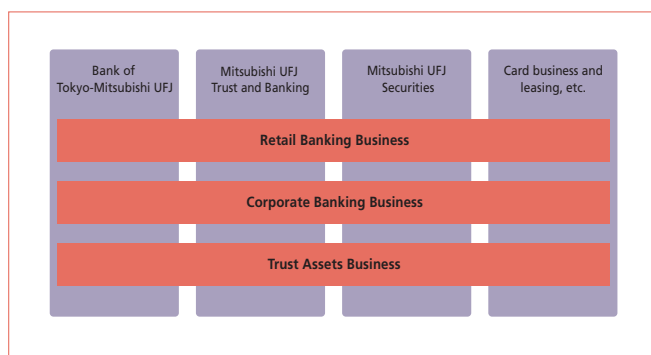 Bank of
Tokyo-Mitsubishi UFJ
Mitsubishi UFJ
Trust and Banking
Mitsubishi UFJ
Securities
Card business and
leasing, etc.
Retail Banking Business
Corporate Banking Business
Trust Assets Business